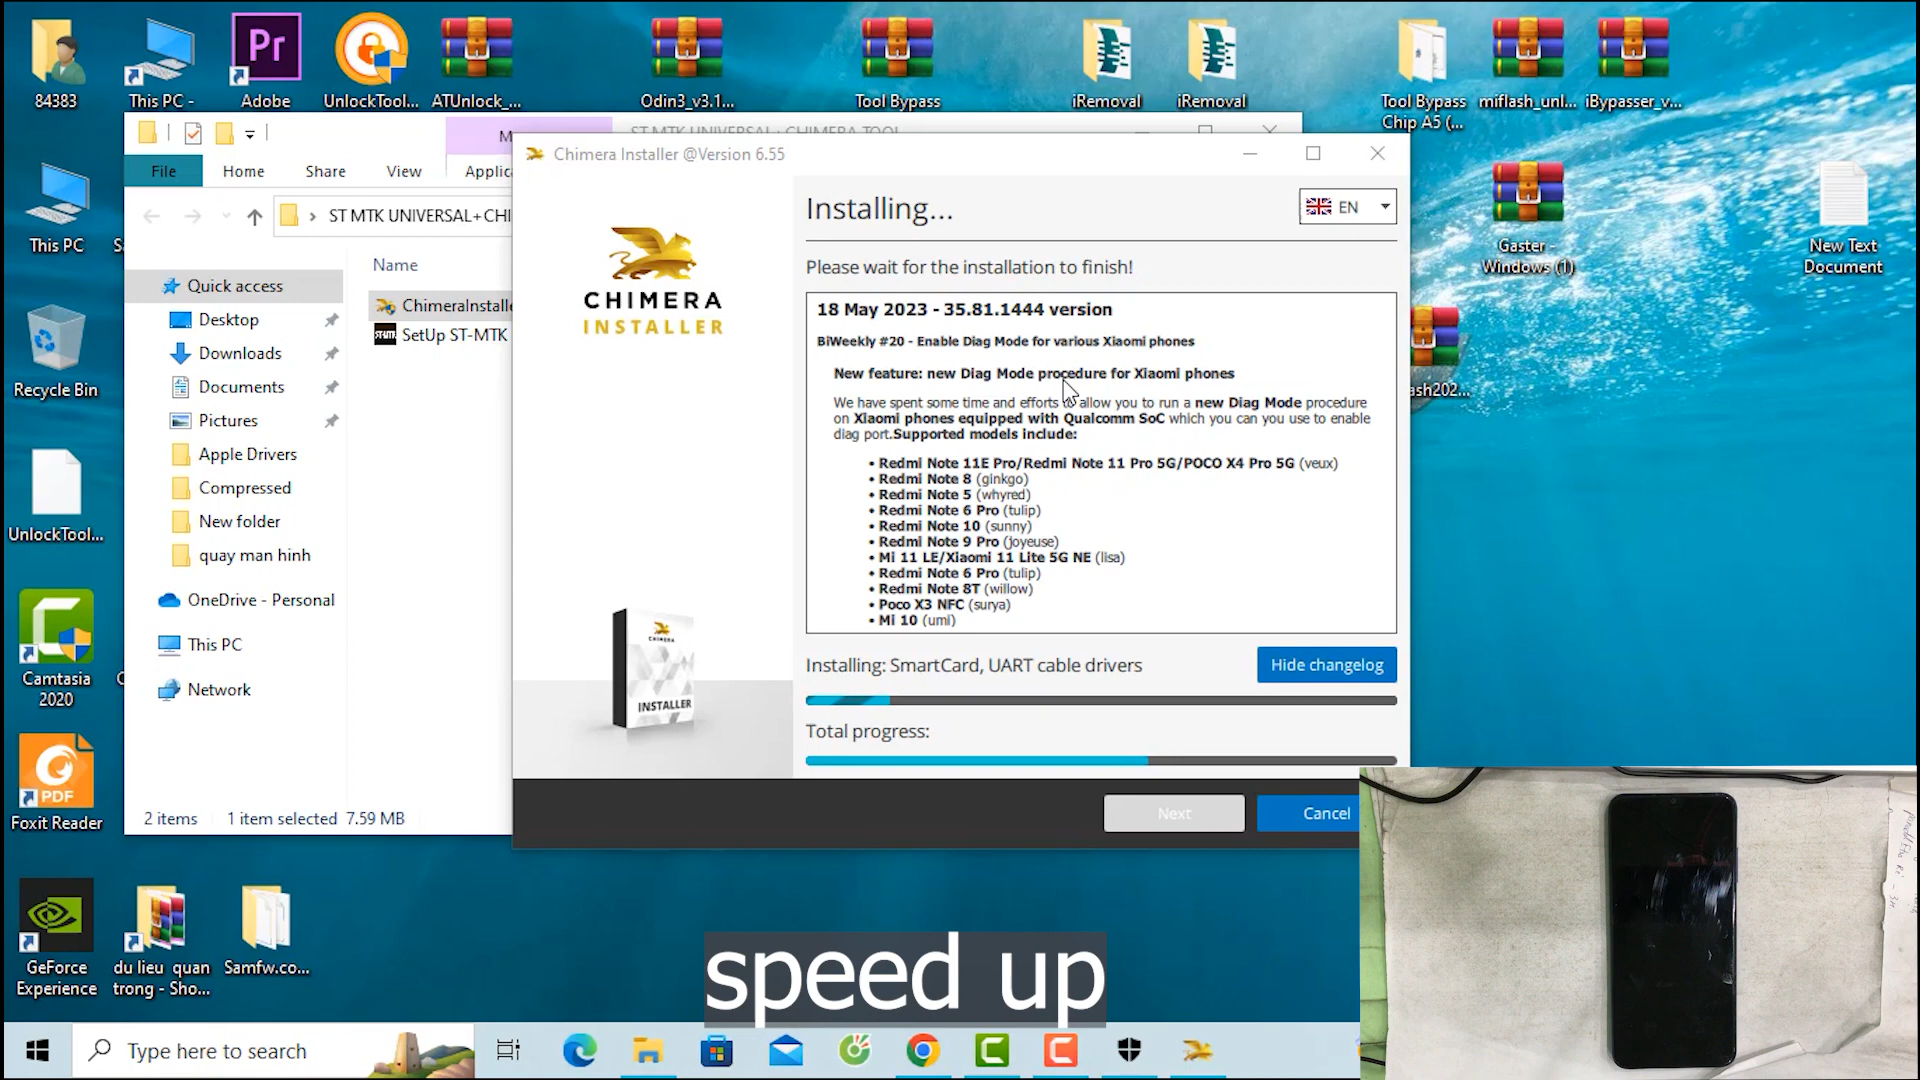 84383
This PC -
Adobe
UnlockTool...
ATUnlock_...
Odin3_v3.1...
Tool Bypass
iRemoval
iRemoval
Tool Bypass
Chip A5 (...
miflash_unl...
iBypasser_v...
ST MTK UNIVERSAL+CHIMERA TOOL
M
File
Home
Share
View
Applic
ST MTK UNIVERSAL+CHI
Name
Quick access
Desktop
Downloads
Documents
Pictures
Apple Drivers
Compressed
New folder
quay man hinh
OneDrive - Personal
This PC
Network
ChimeraInstalle
SetUp ST-MTK
2 items
1 item selected
7.59 MB
Chimera Installer @Version 6.55
CHIMERA
INSTALLER
CHIMERA
INSTALLER
Installing...
EN
Please wait for the installation to finish!
18 May 2023 - 35.81.1444 version
BiWeekly #20 - Enable Diag Mode for various Xiaomi phones
New feature: new Diag Mode procedure for Xiaomi phones
We have spent some time and efforts to allow you to run a new Diag Mode procedure
on Xiaomi phones equipped with Qualcomm SoC which you can you use to enable
diag port.Supported models include:
• Redmi Note 11E Pro/Redmi Note 11 Pro 5G/POCO X4 Pro 5G (veux)
• Redmi Note 8 (ginkgo)
• Redmi Note 5 (whyred)
• Redmi Note 6 Pro (tulip)
• Redmi Note 10 (sunny)
• Redmi Note 9 Pro (joyeuse)
• Mi 11 LE/Xiaomi 11 Lite 5G NE (lisa)
• Redmi Note 6 Pro (tulip)
• Redmi Note 8T (willow)
• Poco X3 NFC (surya)
• Mi 10 (umi)
Installing: SmartCard, UART cable drivers
Hide changelog
Total progress:
Next
Cancel
Gaster -
Windows (1)
New Text
Document
ash202...
This PC
Sa
Recycle Bin
UnlockTool...
Camtasia
2020
C
PDF
Foxit Reader
GeForce
Experience
du lieu quan
trong - Sho...
Samfw.co...
speed up
Type here to search